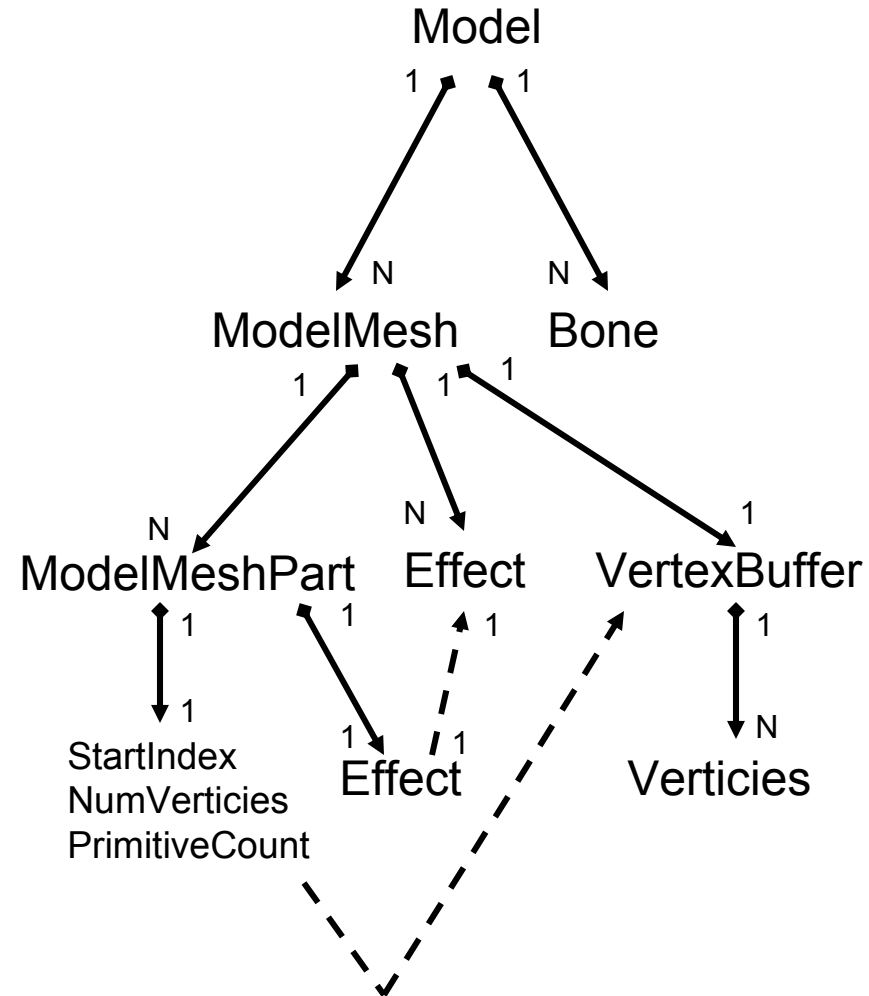 Model
1 1
N N
ModelMesh Bone
1 1 1
N N 1
ModelMeshPart Effect VertexBuffer
1 1 1 1
1 1 1 N
StartIndex
NumVerticies
PrimitiveCount
Effect Verticies